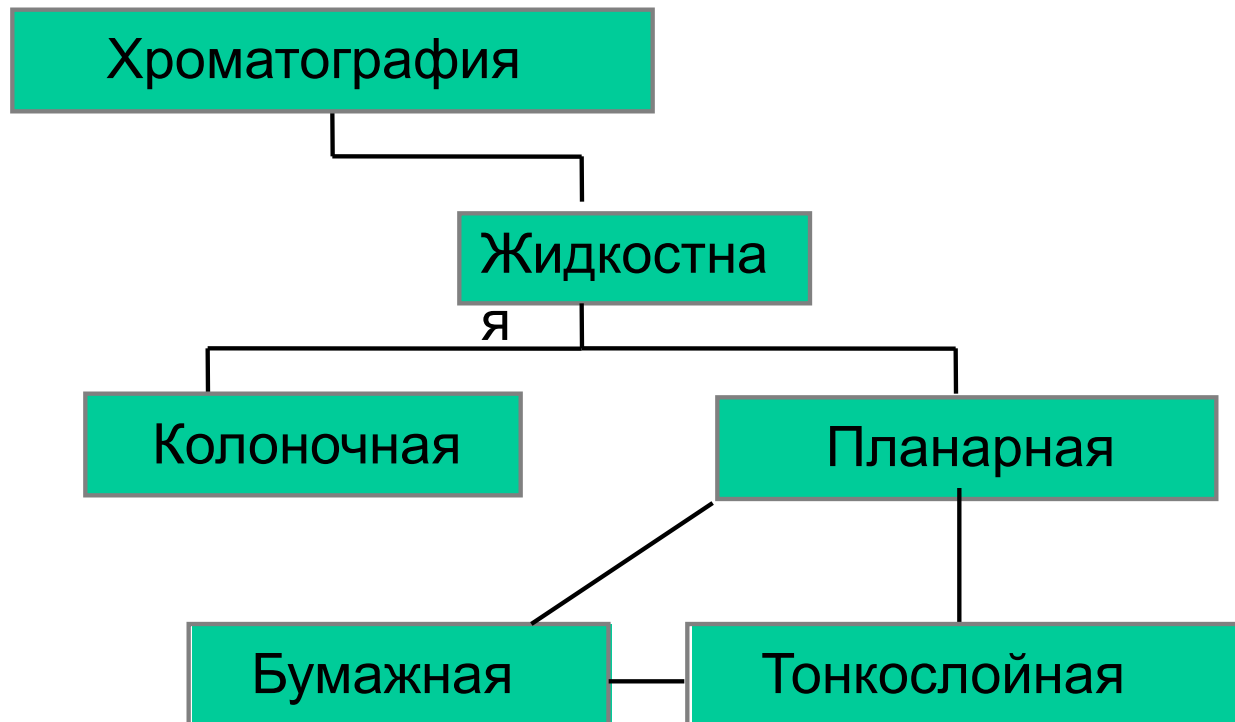 Хроматография
Жидкостна
я
Колоночная
Планарная
Бумажная
Тонкослойная